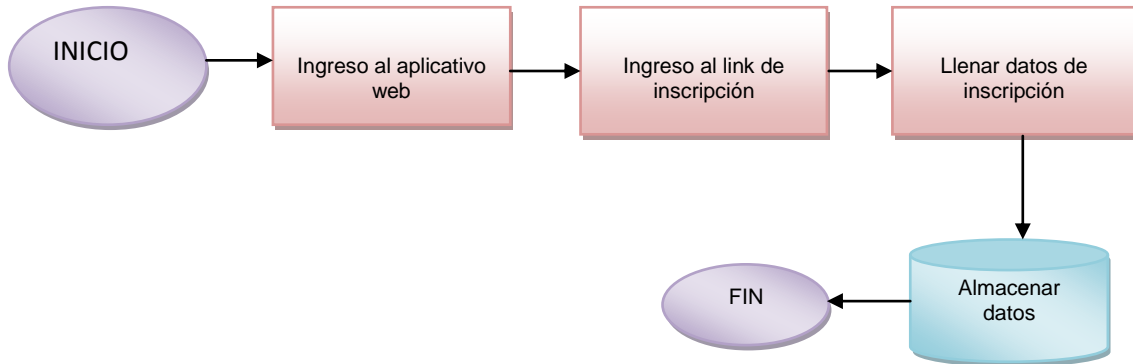 INICIO
Ingreso al aplicativo
web
Ingreso al link de
inscripción
Llenar datos de
inscripción
Almacenar
datos
FIN